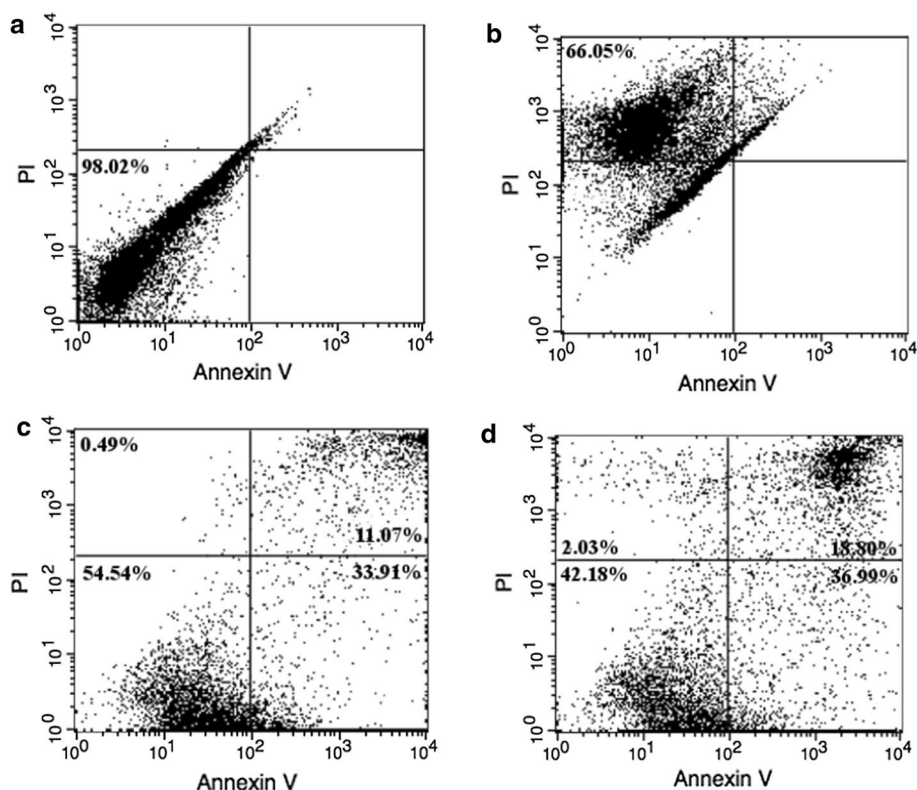 a
10⁴
10³
10²
10¹
10⁰
PI
98.02%
10⁰ 10¹ 10² 10³ 10⁴
Annexin V
b
10⁴
10³
10²
10¹
10⁰
PI
66.05%
10⁰ 10¹ 10² 10³ 10⁴
Annexin V
c
10⁴
10³
10²
10¹
10⁰
PI
0.49%
11.07%
54.54% 33.91%
10⁰ 10¹ 10² 10³ 10⁴
Annexin V
d
10⁴
10³
10²
10¹
10⁰
PI
2.03% 18.80%
42.18% 36.99%
10⁰ 10¹ 10² 10³ 10⁴
Annexin V